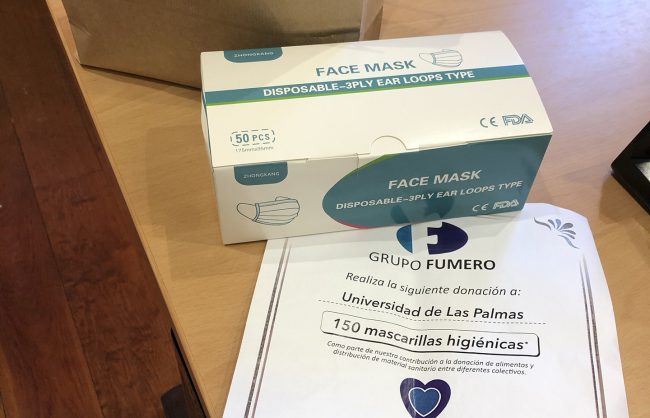 ZHONGKANG
FACE MASK
DISPOSABLE-3PLY EAR LOOPS TYPE
50 PCS
175mmx95mm
CE FDA
ZHONGKANG
FACE MASK
DISPOSABLE-3PLY EAR LOOPS TYPE
CE FDA
GRUPO FUMERO
Realiza la siguiente donación a:
Universidad de Las Palmas
150 mascarillas higiénicas*
Como parte de nuestra contribución a la donación de alimentos y
distribución de material sanitario entre diferentes colectivos.